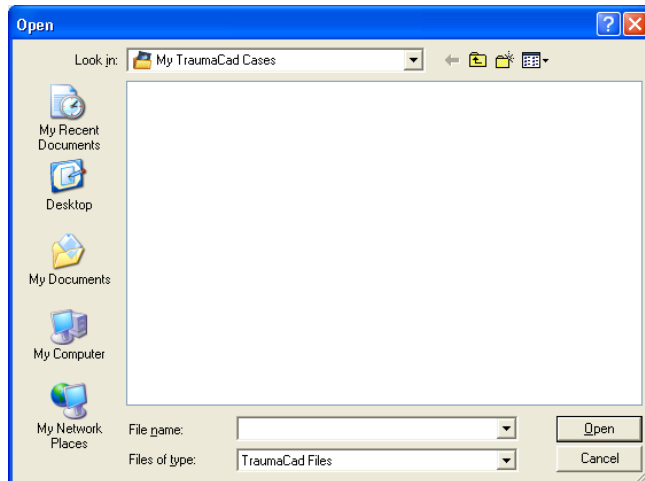 Open
Look in: My TraumaCad Cases
My Recent
Documents
Desktop
My Documents
My Computer
My Network
Places
File name:
Open
Files of type: TraumaCad Files
Cancel